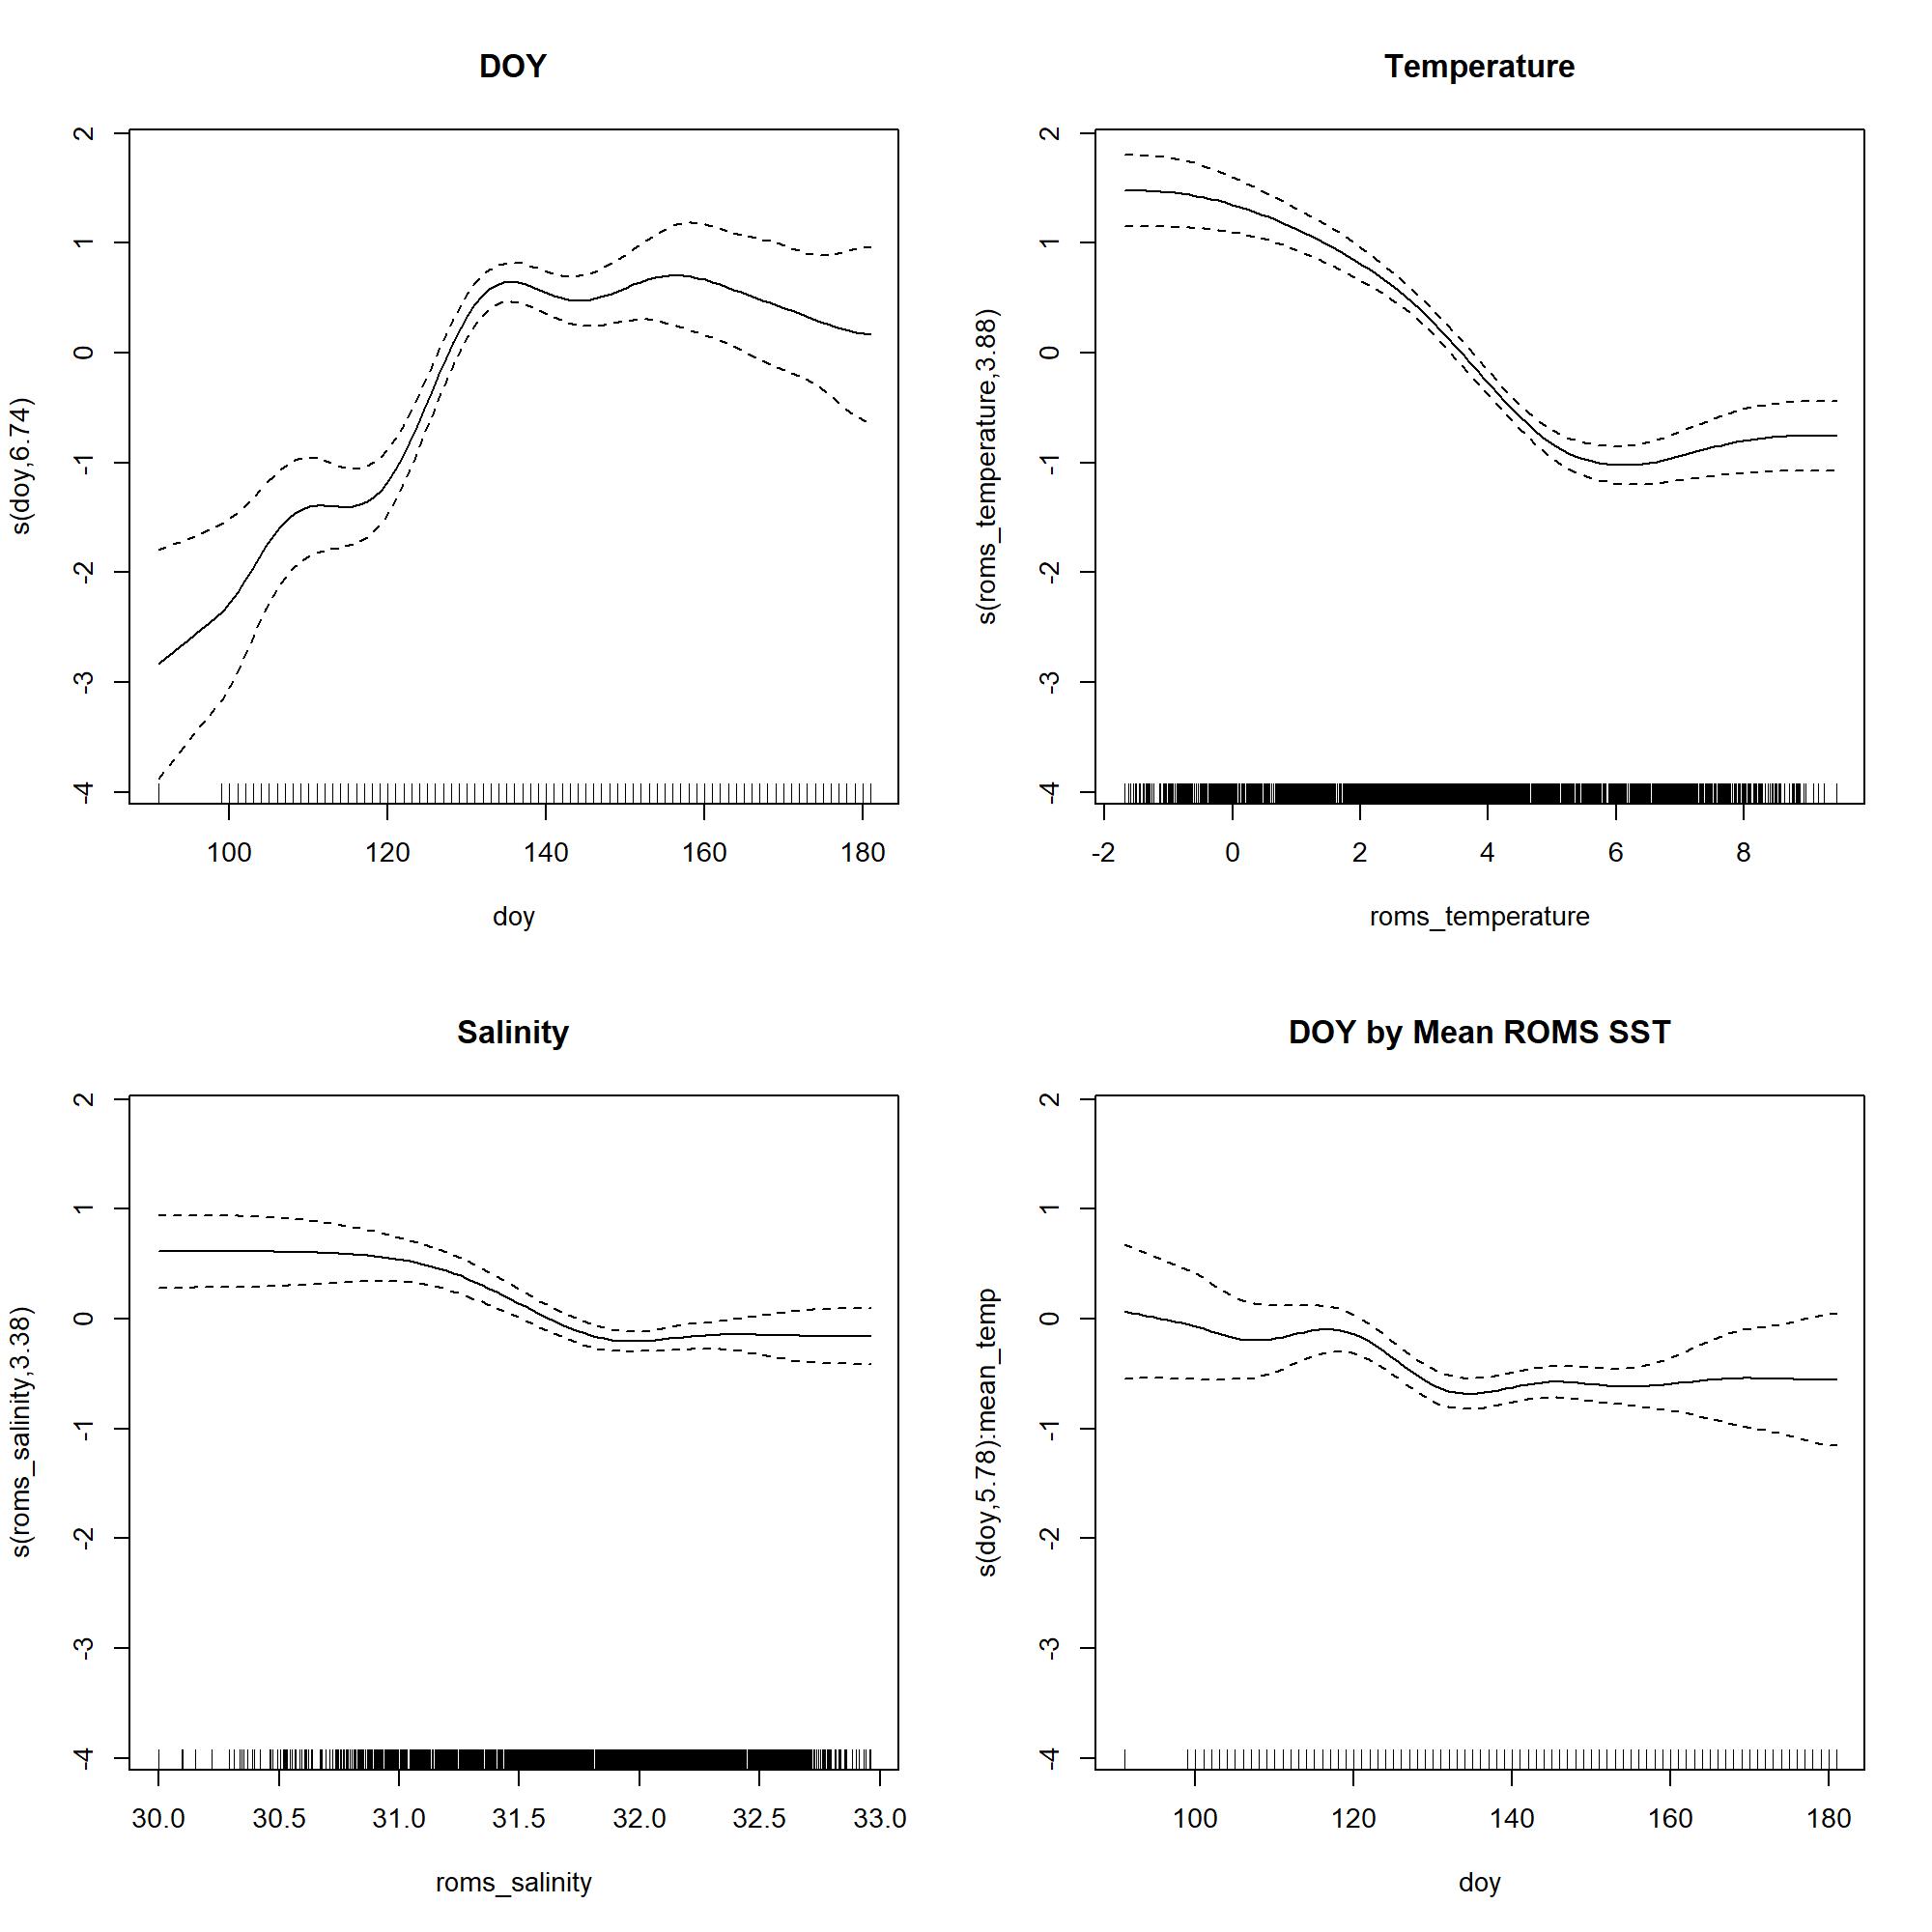 DOY
2
1
0
-1
-2
-3
-4
s(doy,6.74)
100 120 140 160 180
doy
Temperature
2
1
0
-1
-2
-3
-4
s(roms_temperature,3.88)
-2 0 2 4 6 8
roms_temperature
Salinity
2
1
0
-1
-2
-3
-4
s(roms_salinity,3.38)
30.0 30.5 31.0 31.5 32.0 32.5 33.0
roms_salinity
DOY by Mean ROMS SST
2
1
0
-1
-2
-3
-4
s(doy,5.78):mean_temp
100 120 140 160 180
doy